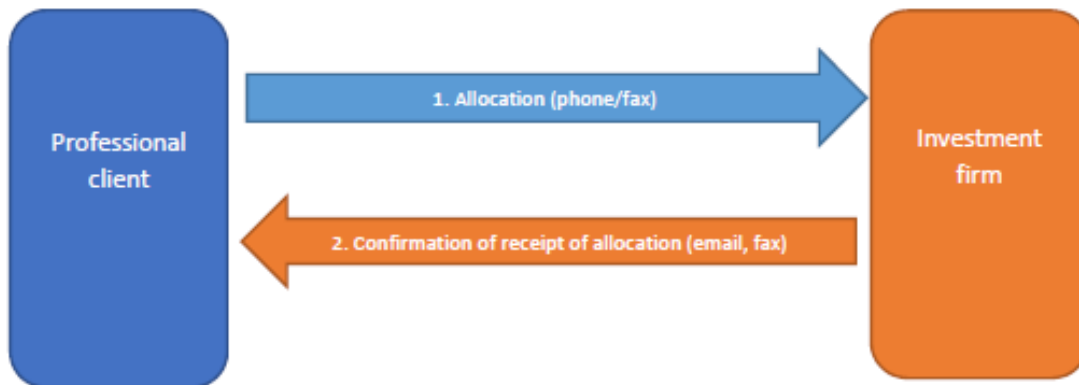 Professional
client
1. Allocation (phone/fax)
2. Confirmation of receipt of allocation (email, fax)
Investment
firm